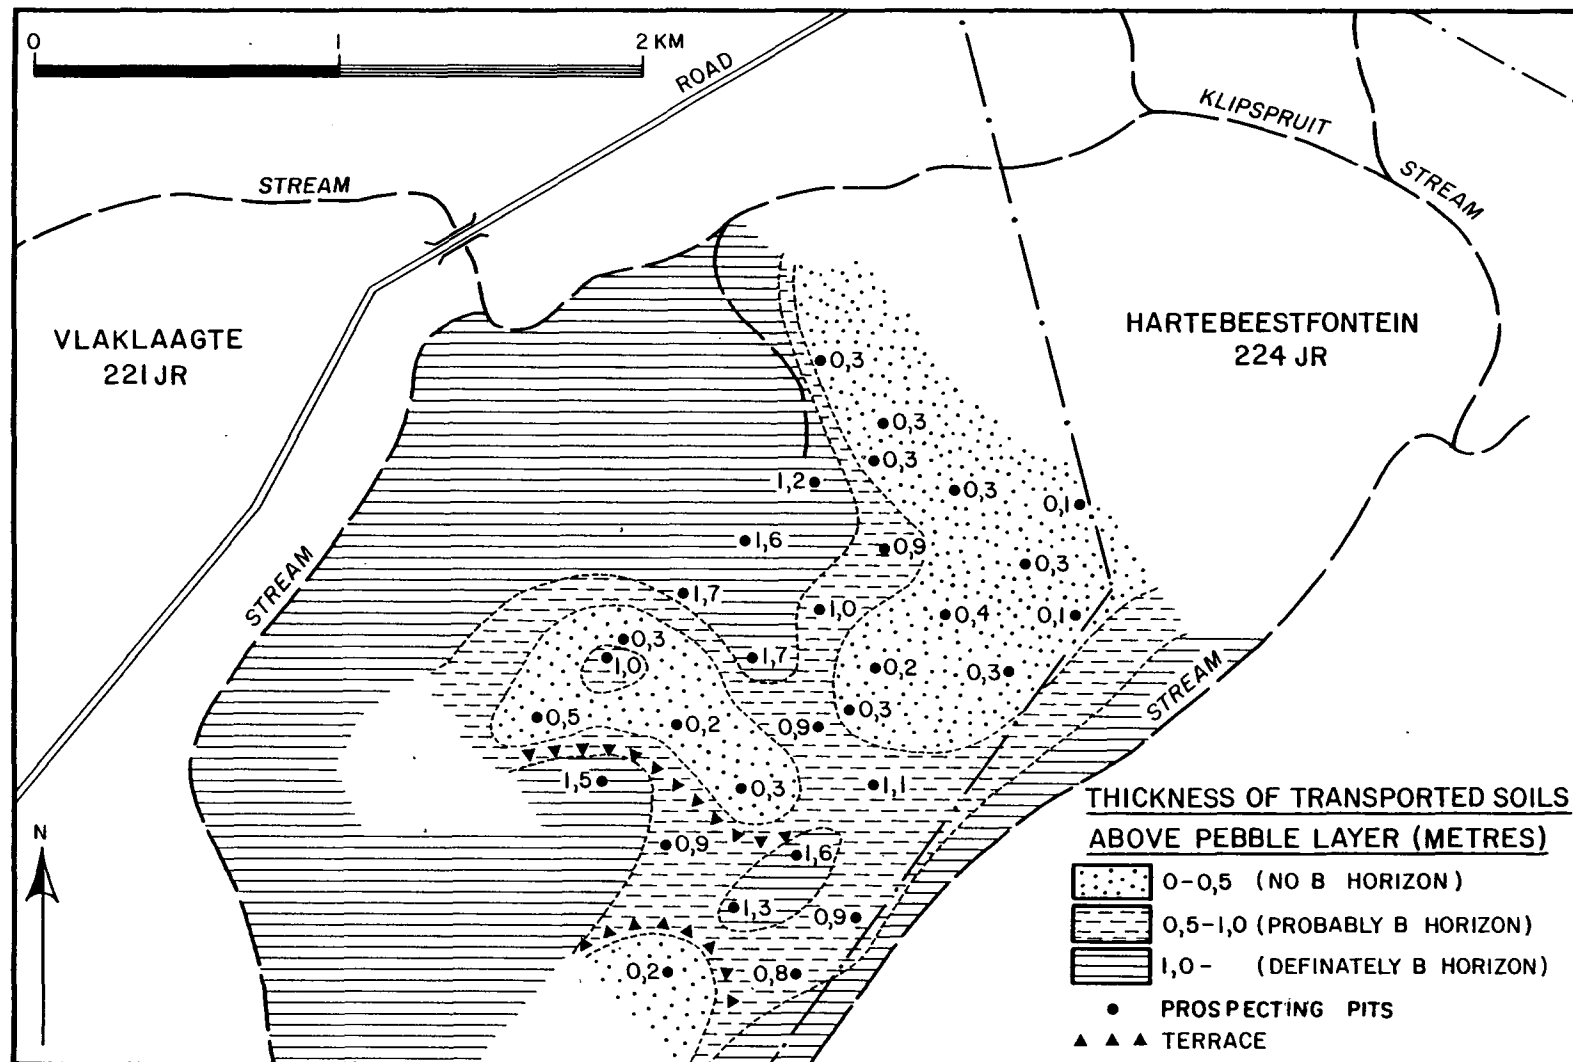 0 1 2 KM
ROAD
KLIPSPRUIT
STREAM
STREAM
VLAKLAAGTE
221 JR
HARTEBEESTFONTEIN
224 JR
0,3
0,3
0,3
1,2
0,3
0,1
1,6
0,9
0,3
STREAM
1,7
1,0
0,4
0,1
0,3
1,0
1,7
0,2
0,3
STREAM
0,5
0,2
0,9
0,3
1,5
0,3
1,1
0,9
1,6
1,3
0,9
0,2
0,8
N
THICKNESS OF TRANSPORTED SOILS
ABOVE PEBBLE LAYER (METRES)
0-0,5 (NO B HORIZON)
0,5-1,0 (PROBABLY B HORIZON)
1,0- (DEFINATELY B HORIZON)
PROSPECTING PITS
TERRACE